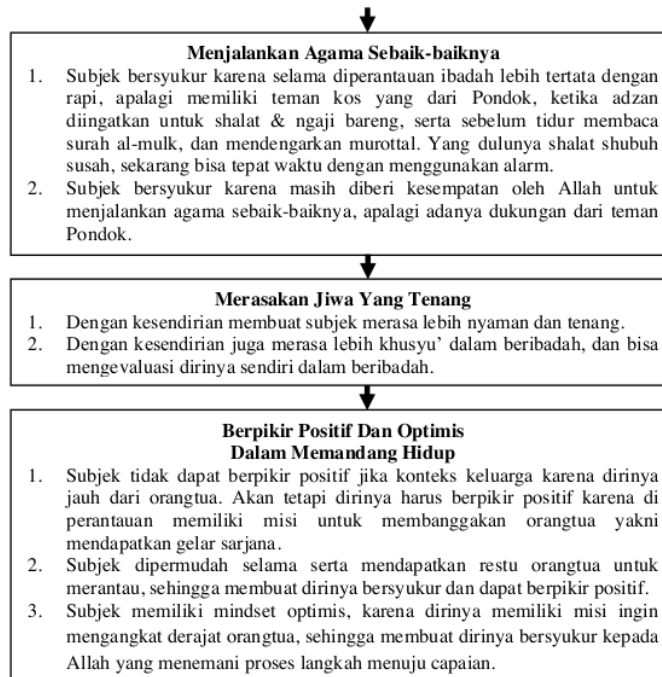 Menjalankan Agama Sebaik-baiknya
1. Subjek bersyukur karena selama diperantauan ibadah lebih tertata dengan
rapi, apalagi memiliki teman kos yang dari Pondok, ketika adzan
diingatkan untuk shalat & ngaji bareng, serta sebelum tidur membaca
surah al-mulk, dan mendengarkan murottal. Yang dulunya shalat shubuh
susah, sekarang bisa tepat waktu dengan menggunakan alarm.
2. Subjek bersyukur karena masih diberi kesempatan oleh Allah untuk
menjalankan agama sebaik-baiknya, apalagi adanya dukungan dari teman
Pondok.
Merasakan Jiwa Yang Tenang
1. Dengan kesendirian membuat subjek merasa lebih nyaman dan tenang.
2. Dengan kesendirian juga merasa lebih khusyu’ dalam beribadah, dan bisa
mengevaluasi dirinya sendiri dalam beribadah.
Berpikir Positif Dan Optimis
Dalam Memandang Hidup
1. Subjek tidak dapat berpikir positif jika konteks keluarga karena dirinya
jauh dari orangtua. Akan tetapi dirinya harus berpikir positif karena di
perantauan memiliki misi untuk membanggakan orangtua yakni
mendapatkan gelar sarjana.
2. Subjek dipermudah selama serta mendapatkan restu orangtua untuk
merantau, sehingga membuat dirinya bersyukur dan dapat berpikir positif.
3. Subjek memiliki mindset optimis, karena dirinya memiliki misi ingin
mengangkat derajat orangtua, sehingga membuat dirinya bersyukur kepada
Allah yang menemani proses langkah menuju capaian.